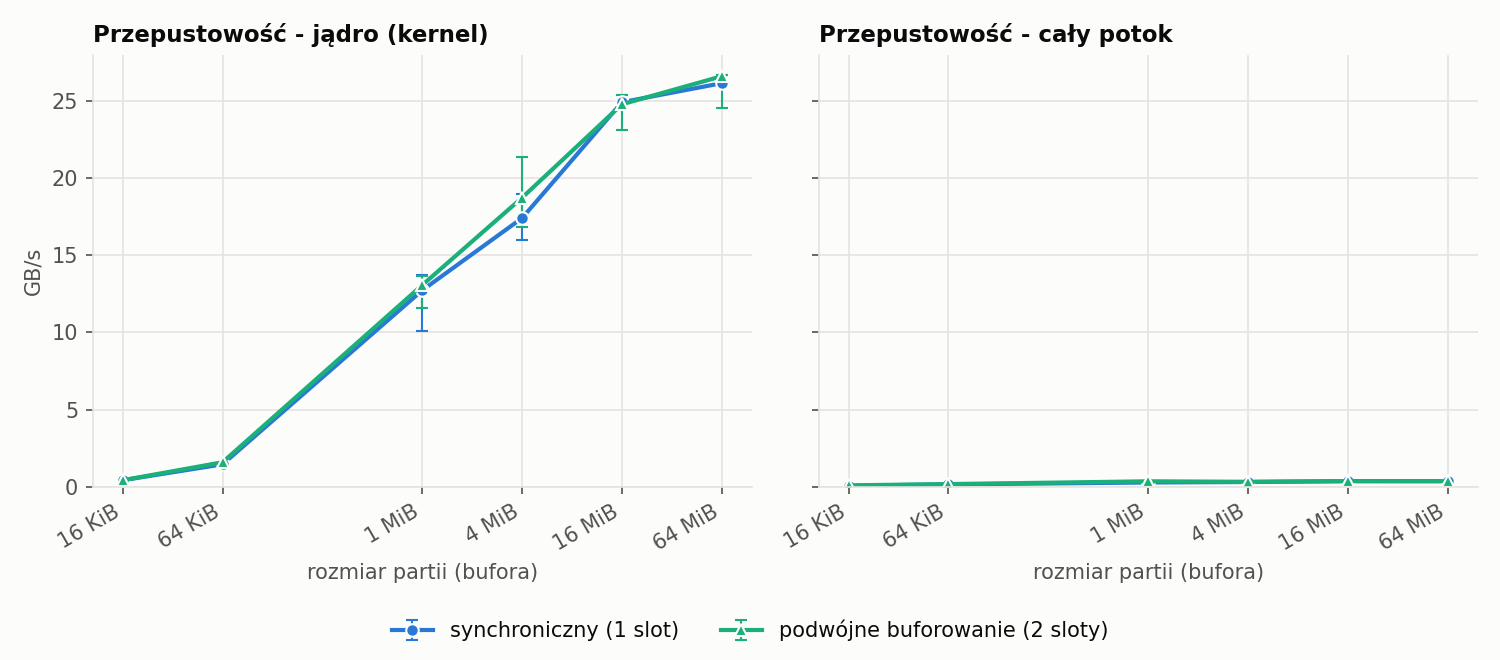 Przepustowość - jądro (kernel)
Przepustowość - cały potok
GB/s
25
20
15
10
5
0
16 KiB
64 KiB
1 MiB
4 MiB
16 MiB
64 MiB
16 KiB
64 KiB
1 MiB
4 MiB
16 MiB
64 MiB
rozmiar partii (bufora)
rozmiar partii (bufora)
synchroniczny (1 slot)
podwójne buforowanie (2 sloty)